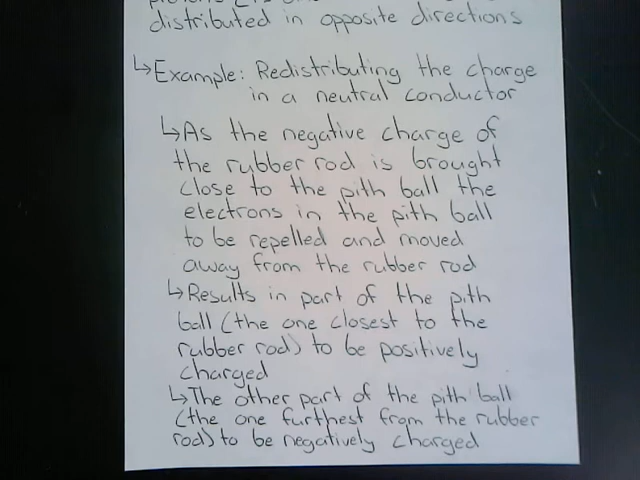 distributed in opposite directions
↳Example: Redistributing the charge
in a neutral conductor
↳As the negative charge of
the rubber rod is brought
close to the pith ball the
electrons in the pith ball
to be repelled and moved
away from the rubber rod
↳Results in part of the pith
ball (the one closest to the
rubber rod) to be positively
charged
↳The other part of the pith ball
(the one furthest from the rubber
rod) to be negatively charged